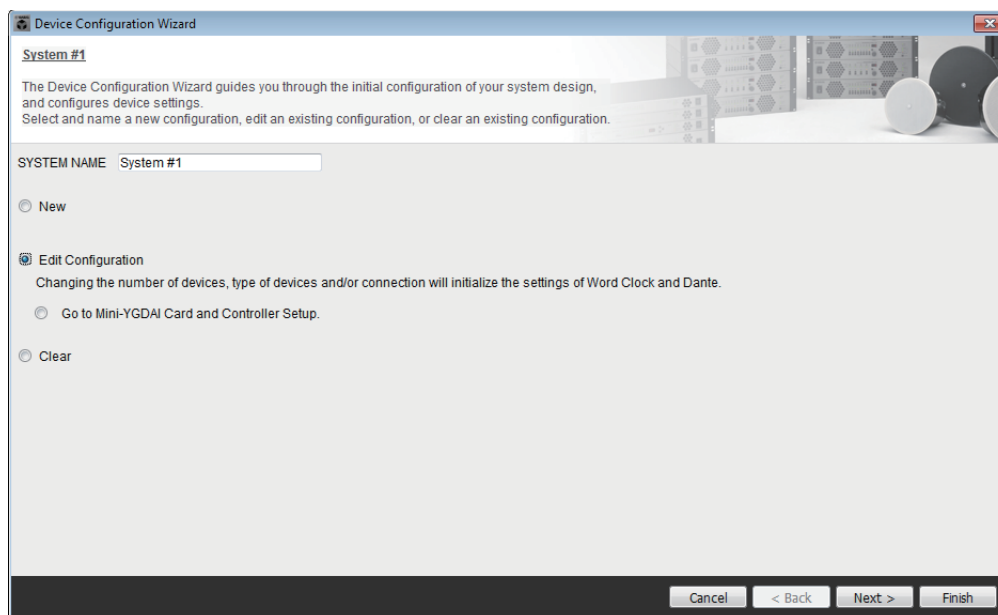 Device Configuration Wizard
System #1
The Device Configuration Wizard guides you through the initial configuration of your system design,
and configures device settings.
Select and name a new configuration, edit an existing configuration, or clear an existing configuration.
SYSTEM NAME System #1
New
Edit Configuration
Changing the number of devices, type of devices and/or connection will initialize the settings of Word Clock and Dante.
Go to Mini-YGDAI Card and Controller Setup.
Clear
Cancel < Back Next > Finish